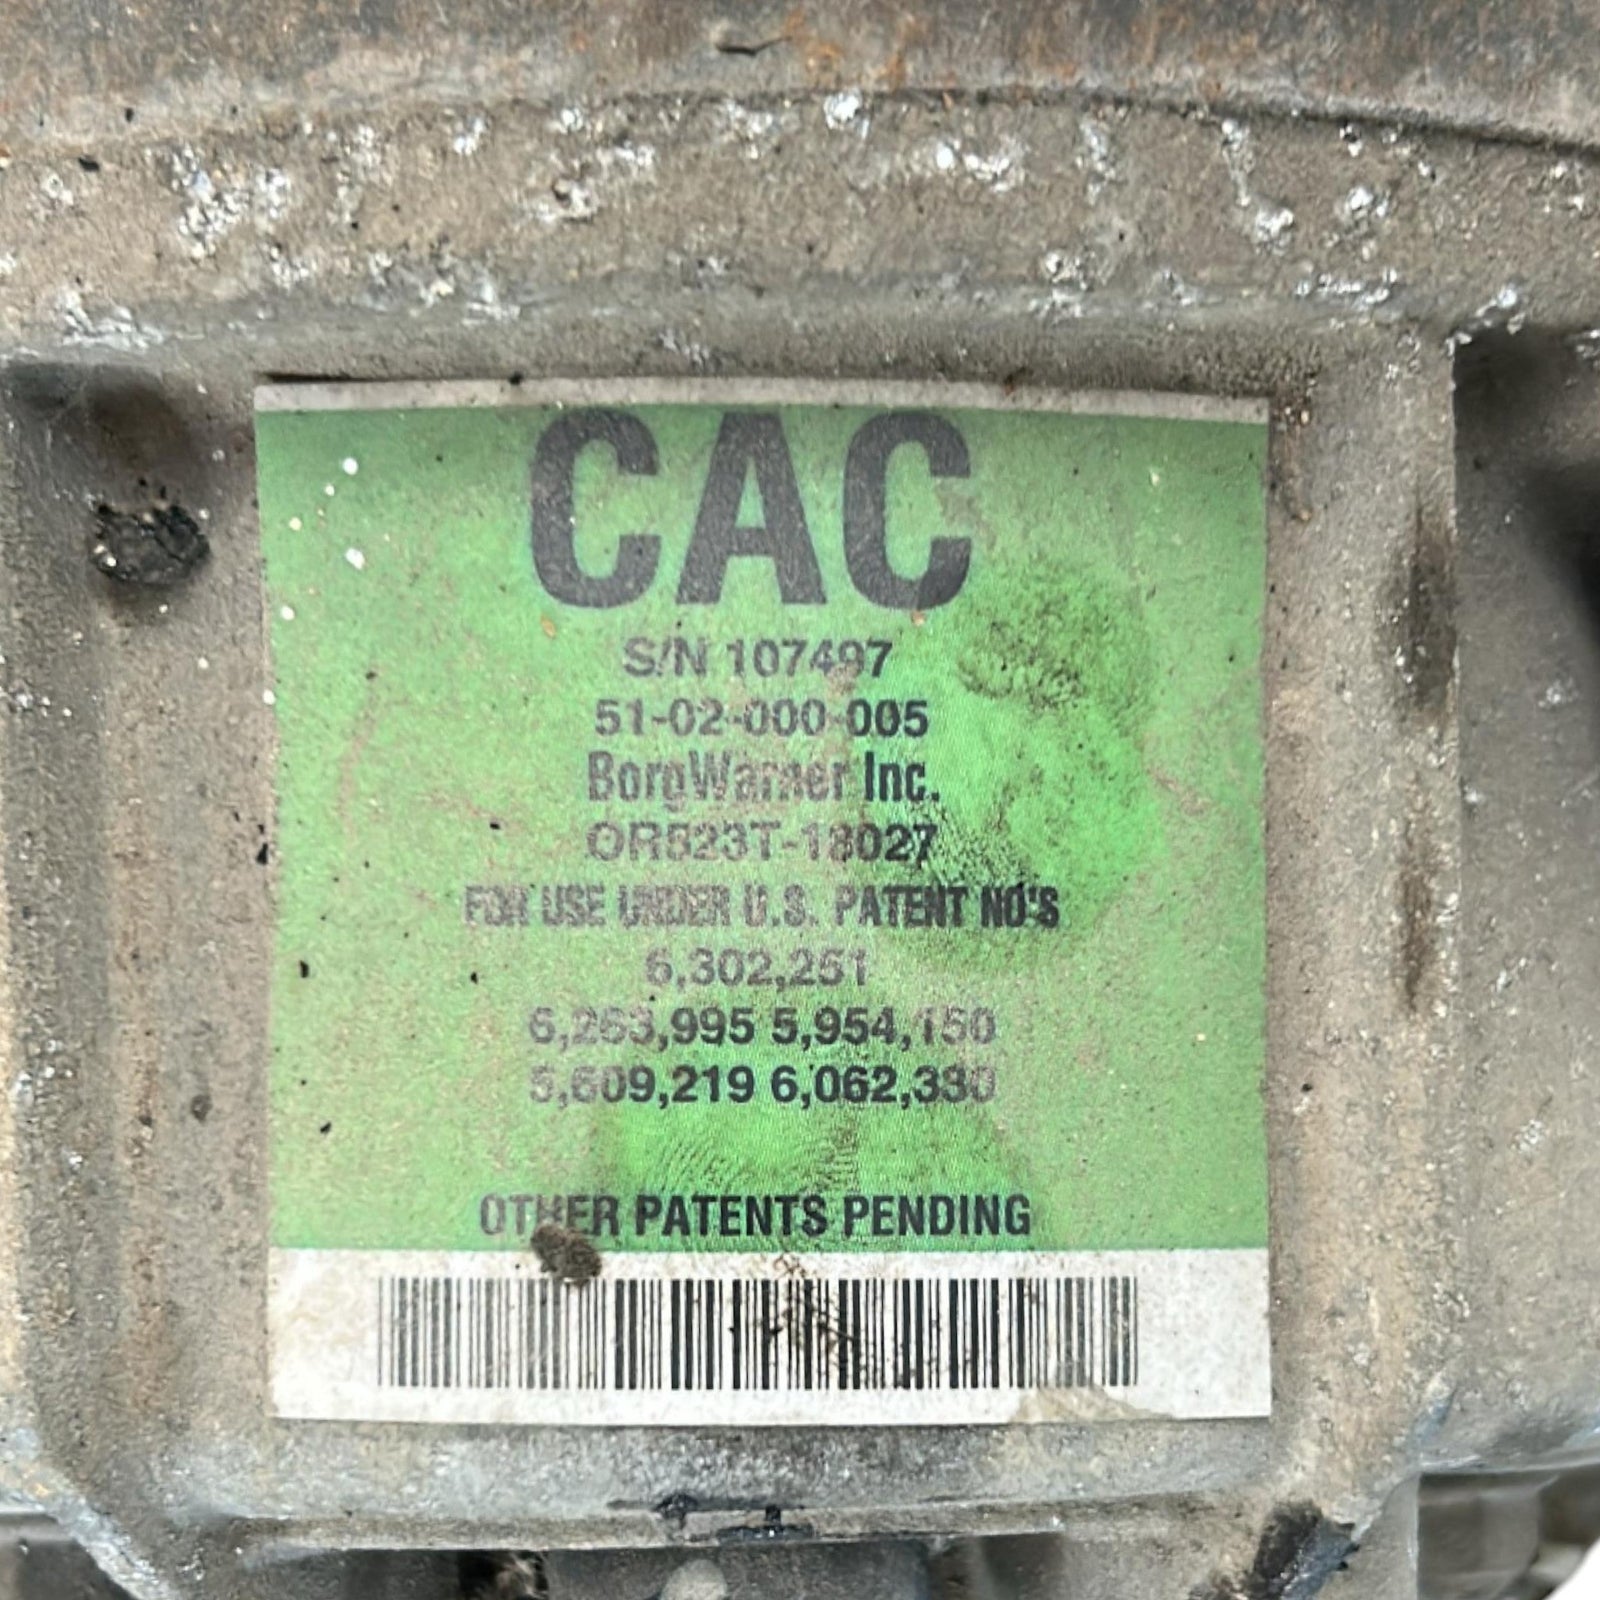 CAC
S/N 107497
51-02-000-005
BorgWarner Inc.
OR523T-18027
FOR USE UNDER U.S. PATENT NO'S
6,302,251
6,263,995 5,954,150
5,609,219 6,062,330
OTHER PATENTS PENDING